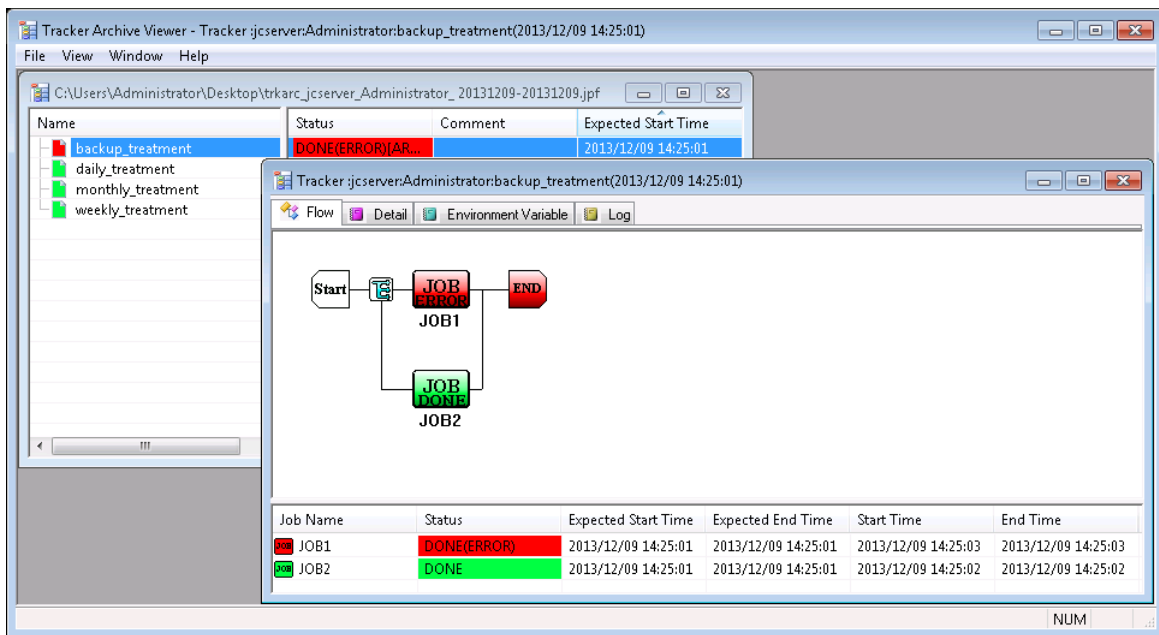 Tracker Archive Viewer - Tracker :jcserver:Administrator:backup_treatment(2013/12/09 14:25:01)
File View Window Help
C:\Users\Administrator\Desktop\trkarc_jcserver_Administrator_ 20131209-20131209.jpf
Name Status Comment Expected Start Time
backup_treatment DONE(ERROR)[AR... 2013/12/09 14:25:01
daily_treatment
monthly_treatment
weekly_treatment
Tracker :jcserver:Administrator:backup_treatment(2013/12/09 14:25:01)
Flow Detail Environment Variable Log
Start JOB ERROR END
JOB1
JOB DONE
JOB2
Job Name Status Expected Start Time Expected End Time Start Time End Time
JOB JOB1 DONE(ERROR) 2013/12/09 14:25:01 2013/12/09 14:25:01 2013/12/09 14:25:03 2013/12/09 14:25:03
JOB JOB2 DONE 2013/12/09 14:25:01 2013/12/09 14:25:01 2013/12/09 14:25:02 2013/12/09 14:25:02
NUM